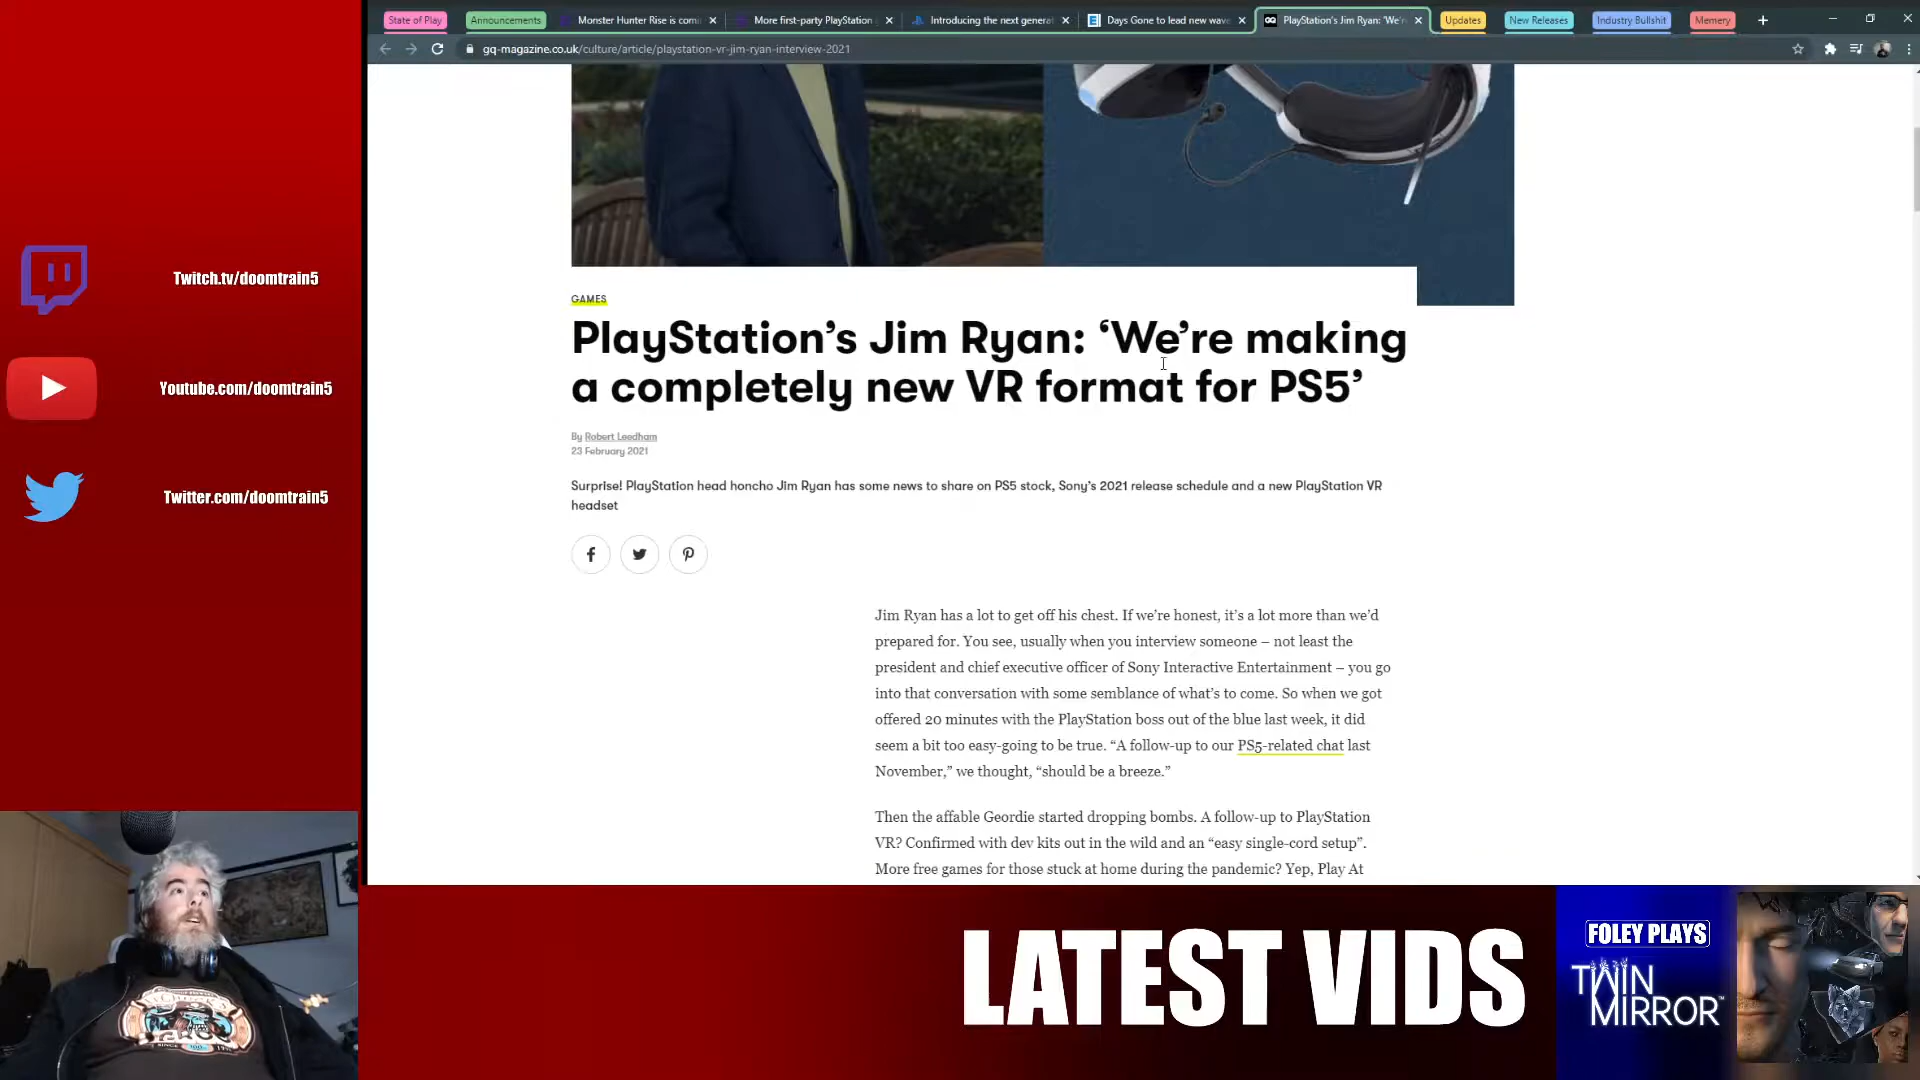 State of Play
Announcements
Monster Hunter Rise is comi
More first-party PlayStation
Introducing the next generat
Days Gone to lead new wave
PlayStation's Jim Ryan: 'We're
Updates
New Releases
Industry Bullshit
Memery
gq-magazine.co.uk/culture/article/playstation-vr-jim-ryan-interview-2021
Twitch.tv/doomtrain5
Youtube.com/doomtrain5
Twitter.com/doomtrain5
GAMES
PlayStation’s Jim Ryan: ‘We’re making
a completely new VR format for PS5’
By Robert Leedham
23 February 2021
Surprise! PlayStation head honcho Jim Ryan has some news to share on PS5 stock, Sony’s 2021 release schedule and a new PlayStation VR
headset
Jim Ryan has a lot to get off his chest. If we’re honest, it’s a lot more than we’d
prepared for. You see, usually when you interview someone – not least the
president and chief executive officer of Sony Interactive Entertainment – you go
into that conversation with some semblance of what’s to come. So when we got
offered 20 minutes with the PlayStation boss out of the blue last week, it did
seem a bit too easy-going to be true. “A follow-up to our PS5-related chat last
November,” we thought, “should be a breeze.”
Then the affable Geordie started dropping bombs. A follow-up to PlayStation
VR? Confirmed with dev kits out in the wild and an “easy single-cord setup”.
More free games for those stuck at home during the pandemic? Yep, Play At
LATEST VIDS
FOLEY PLAYS
TWIN
MIRROR™